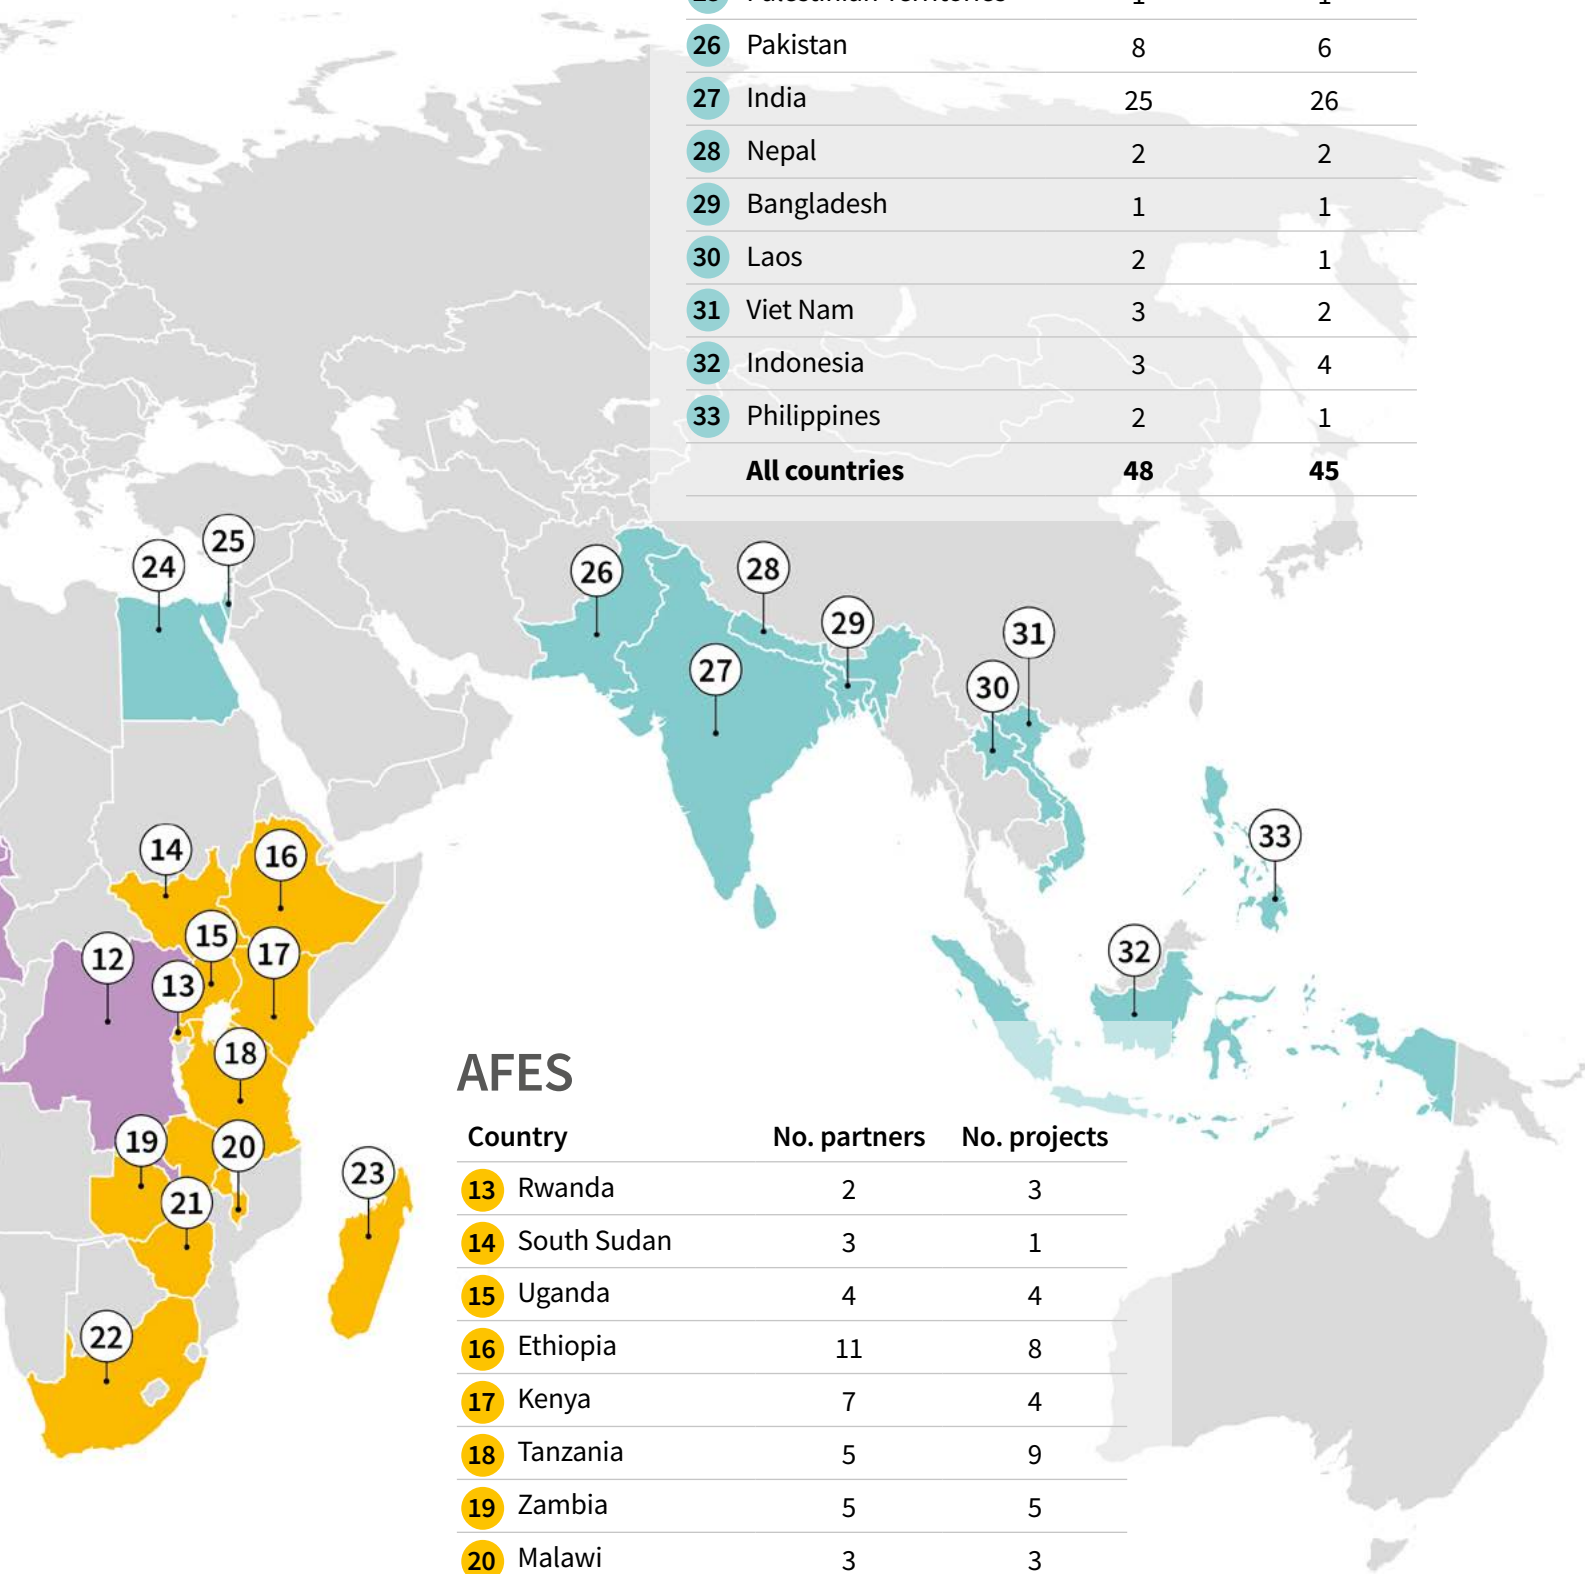 25 Palestinian Territories 1 1
26 Pakistan 8 6
27 India 25 26
28 Nepal 2 2
29 Bangladesh 1 1
30 Laos 2 1
31 Viet Nam 3 2
32 Indonesia 3 4
33 Philippines 2 1
All countries 48 45
25
24
26
28
29
31
27
30
14
16
33
15
17
32
12
13
18
19
20
23
21
22
AFES
Country No. partners No. projects
13 Rwanda 2 3
14 South Sudan 3 1
15 Uganda 4 4
16 Ethiopia 11 8
17 Kenya 7 4
18 Tanzania 5 9
19 Zambia 5 5
20 Malawi 3 3